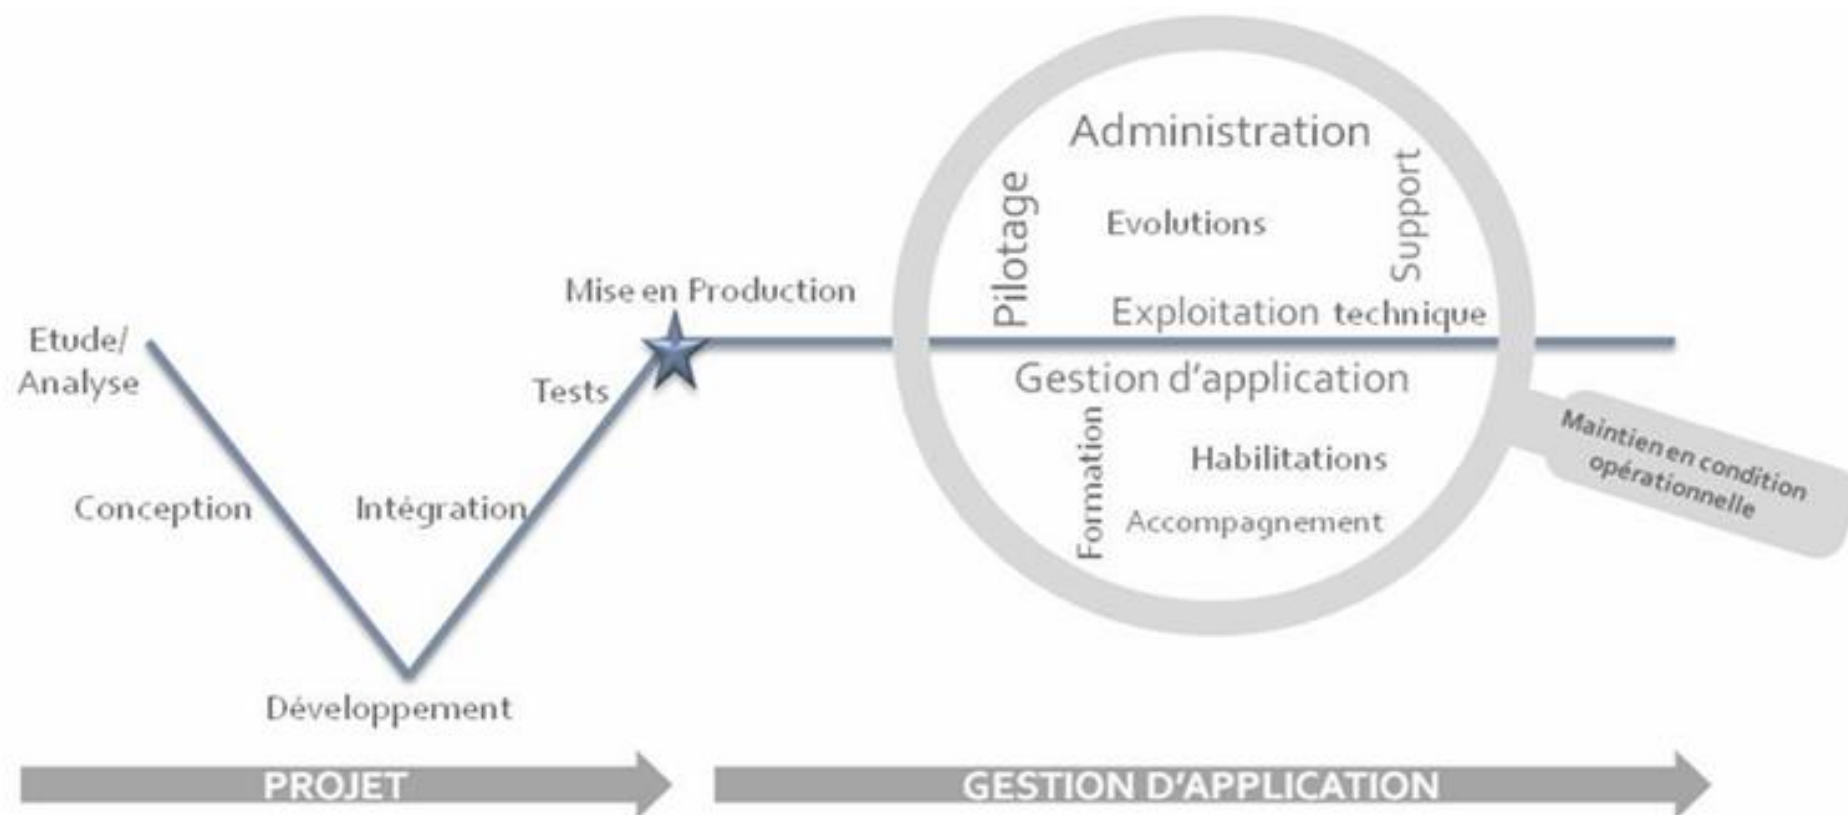 Administration
Pilotage
Support
Evolutions
Mise en Production
Exploitation technique
Etude/
Analyse
Tests
Gestion d'application
Formation
Habilitations
Maintien en condition
opérationnelle
Conception
Intégration
Accompagnement
Développement
PROJET
GESTION D'APPLICATION